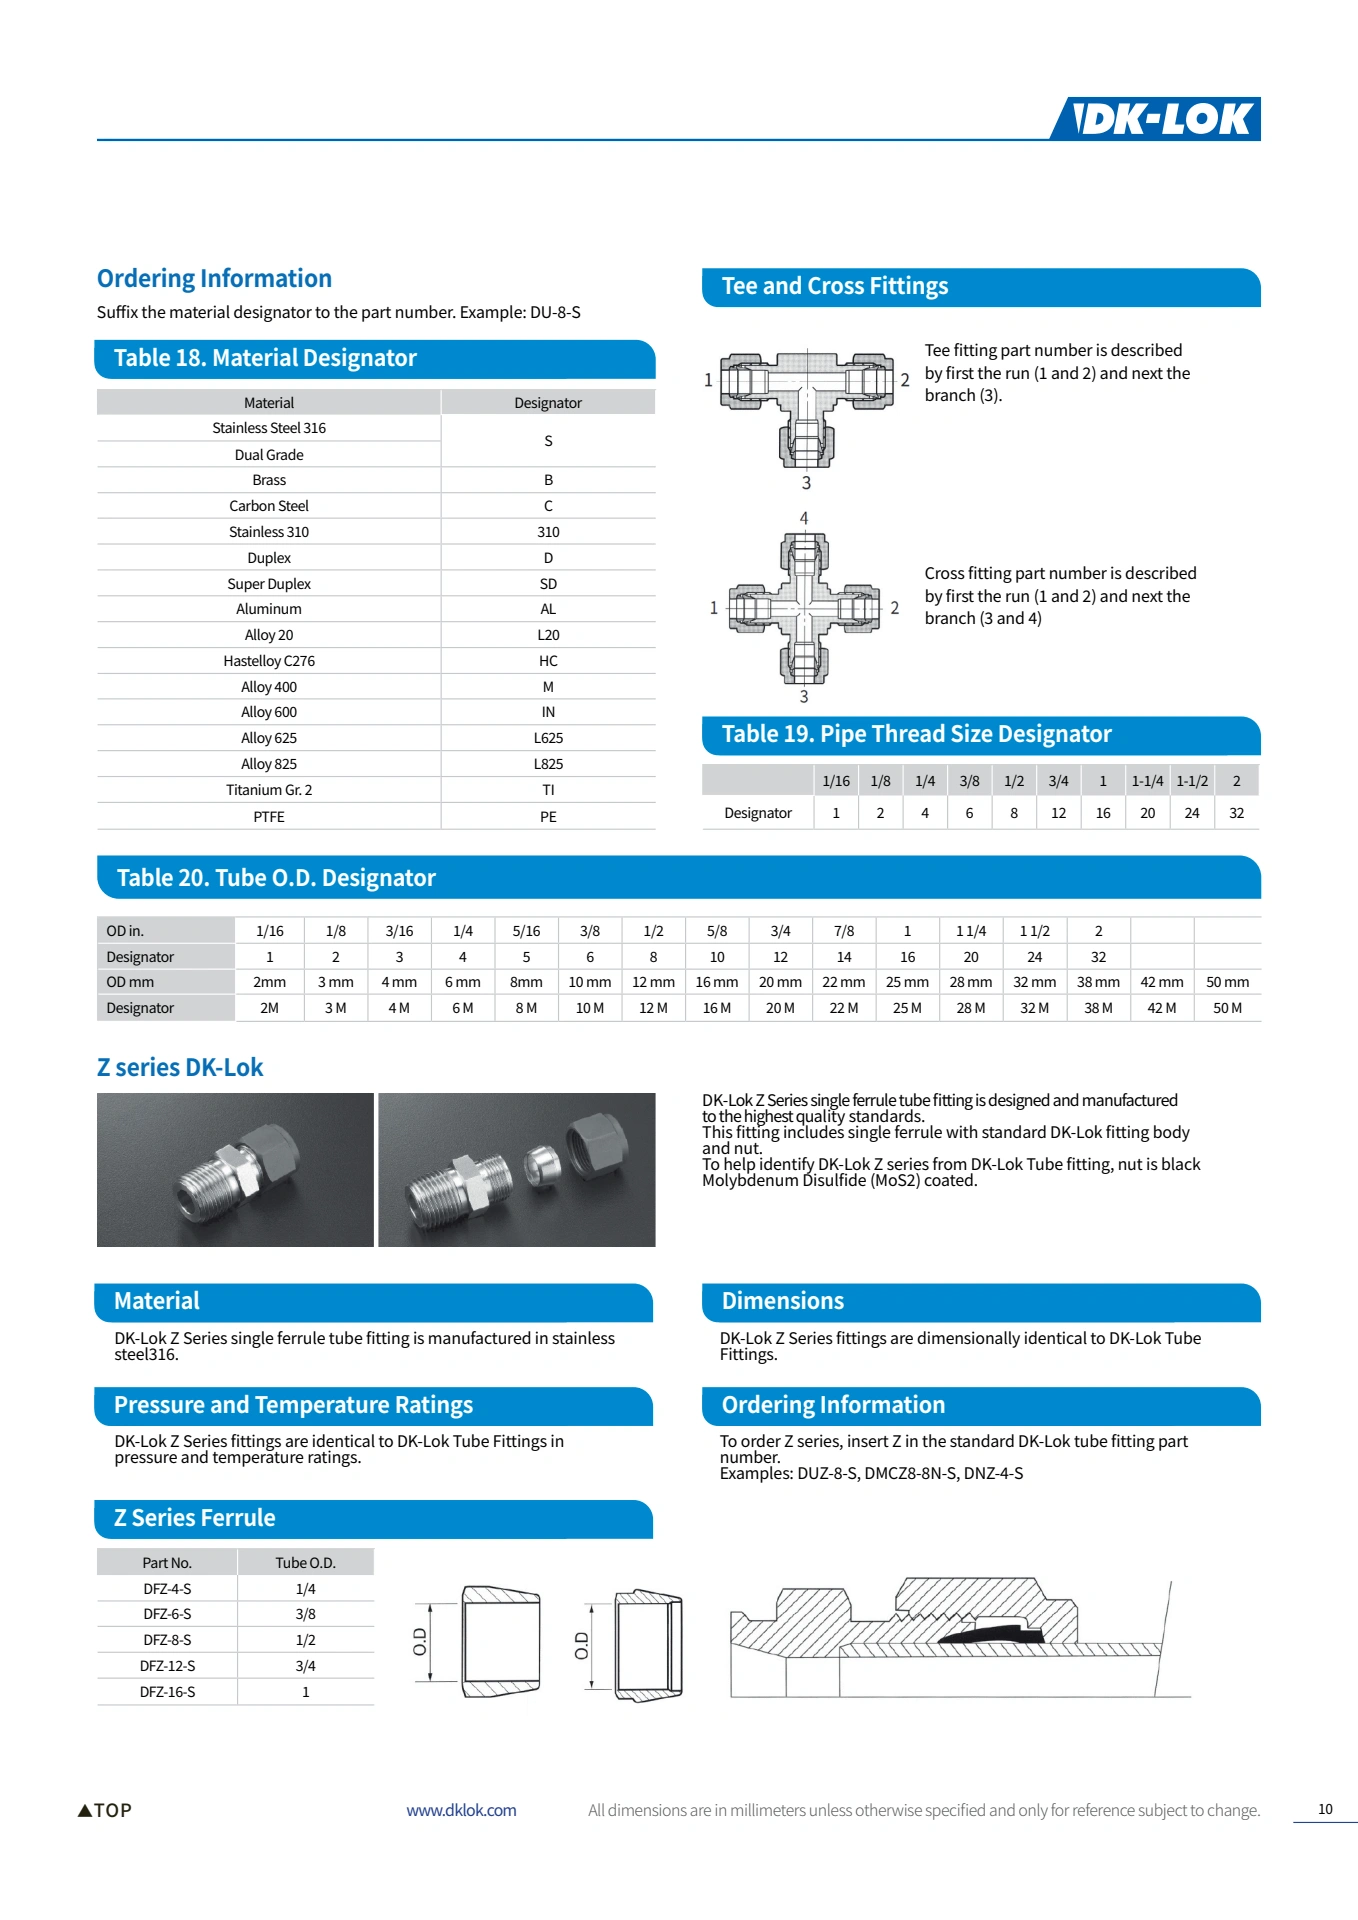 DK-LOK
Ordering Information
Suffix the material designator to the part number. Example: DU-8-S
Table 18. Material Designator
Material Designator
Stainless Steel 316
S
Dual Grade
Brass B
Carbon Steel C
Stainless 310 310
Duplex D
Super Duplex SD
Aluminum AL
Alloy 20 L20
Hastelloy C276 HC
Alloy 400 M
Alloy 600 IN
Alloy 625 L625
Alloy 825 L825
Titanium Gr. 2 TI
PTFE PE
Tee and Cross Fittings
1 2
3
Tee fitting part number is described
by first the run (1 and 2) and next the
branch (3).
4
1 2
3
Cross fitting part number is described
by first the run (1 and 2) and next the
branch (3 and 4)
Table 19. Pipe Thread Size Designator
1/16 1/8 1/4 3/8 1/2 3/4 1 1-1/4 1-1/2 2
Designator 1 2 4 6 8 12 16 20 24 32
Table 20. Tube O.D. Designator
OD in. 1/16 1/8 3/16 1/4 5/16 3/8 1/2 5/8 3/4 7/8 1 1 1/4 1 1/2 2
Designator 1 2 3 4 5 6 8 10 12 14 16 20 24 32
OD mm 2mm 3 mm 4 mm 6 mm 8mm 10 mm 12 mm 16 mm 20 mm 22 mm 25 mm 28 mm 32 mm 38 mm 42 mm 50 mm
Designator 2M 3 M 4 M 6 M 8 M 10 M 12 M 16 M 20 M 22 M 25 M 28 M 32 M 38 M 42 M 50 M
Z series DK-Lok
DK-Lok Z Series single ferrule tube fitting is designed and manufactured
to the highest quality standards.
This fitting includes single ferrule with standard DK-Lok fitting body
and nut.
To help identify DK-Lok Z series from DK-Lok Tube fitting, nut is black
Molybdenum Disulfide (MoS2) coated.
Material
DK-Lok Z Series single ferrule tube fitting is manufactured in stainless
steel316.
Dimensions
DK-Lok Z Series fittings are dimensionally identical to DK-Lok Tube
Fittings.
Pressure and Temperature Ratings
DK-Lok Z Series fittings are identical to DK-Lok Tube Fittings in
pressure and temperature ratings.
Ordering Information
To order Z series, insert Z in the standard DK-Lok tube fitting part
number.
Examples: DUZ-8-S, DMCZ8-8N-S, DNZ-4-S
Z Series Ferrule
Part No. Tube O.D.
DFZ-4-S 1/4
DFZ-6-S 3/8
DFZ-8-S 1/2
DFZ-12-S 3/4
DFZ-16-S 1
O.D
O.D
▲TOP
www.dklok.com
All dimensions are in millimeters unless otherwise specified and only for reference subject to change.
10